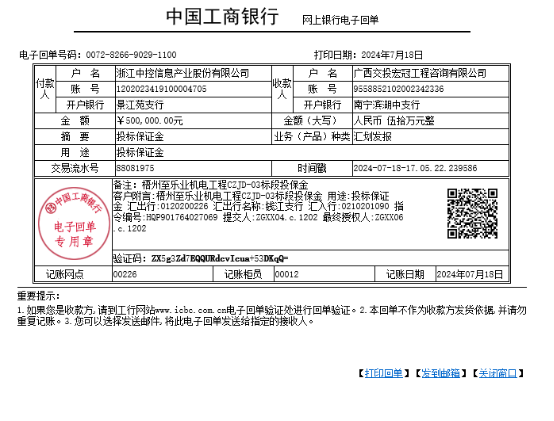 中国工商银行 网上银行电子回单
电子回单号码：0072-8266-9029-1100 打印日期：2024年7月18日
付款人 户 名 浙江中控信息产业股份有限公司 收款人 户 名 广西交投宏冠工程咨询有限公司
账 号 1202023419100004705 账 号 9558852102002342336
开户银行 景江苑支行 开户银行 南宁滨湖中支行
金 额 ￥500,000.00元 金额（大写） 人民币 伍拾万元整
摘 要 投标保证金 业务（产品）种类 汇划发报
用 途 投标保证金
交易流水号 88081975 时间戳 2024-07-18-17.05.22.239586
中国工商银行
电子回单
专用章
备注：梧州至乐业机电工程CZJD-03标段投保金
客户附言:梧州至乐业机电工程CZJD-03标段投保金 用途:投标保证
金 汇出行:0120200226 汇出行名称:钱江支行 汇入行:0210201090 指
令编号:HQP901764027069 提交人:ZGXX04.c.1202 最终授权人:ZGXX06
.c.1202
验证码：ZX5g3Zd7BQQURdcvIcua+53DKqQ=
记账网点 00226 记账柜员 00012 记账日期 2024年07月18日
重要提示：
1.如果您是收款方,请到工行网站www.icbc.com.cn电子回单验证处进行回单验证。2.本回单不作为收款方发货依据,并请勿
重复记账。3.您可以选择发送邮件,将此电子回单发送给指定的接收人。
【打印回单】【发到邮箱】【关闭窗口】